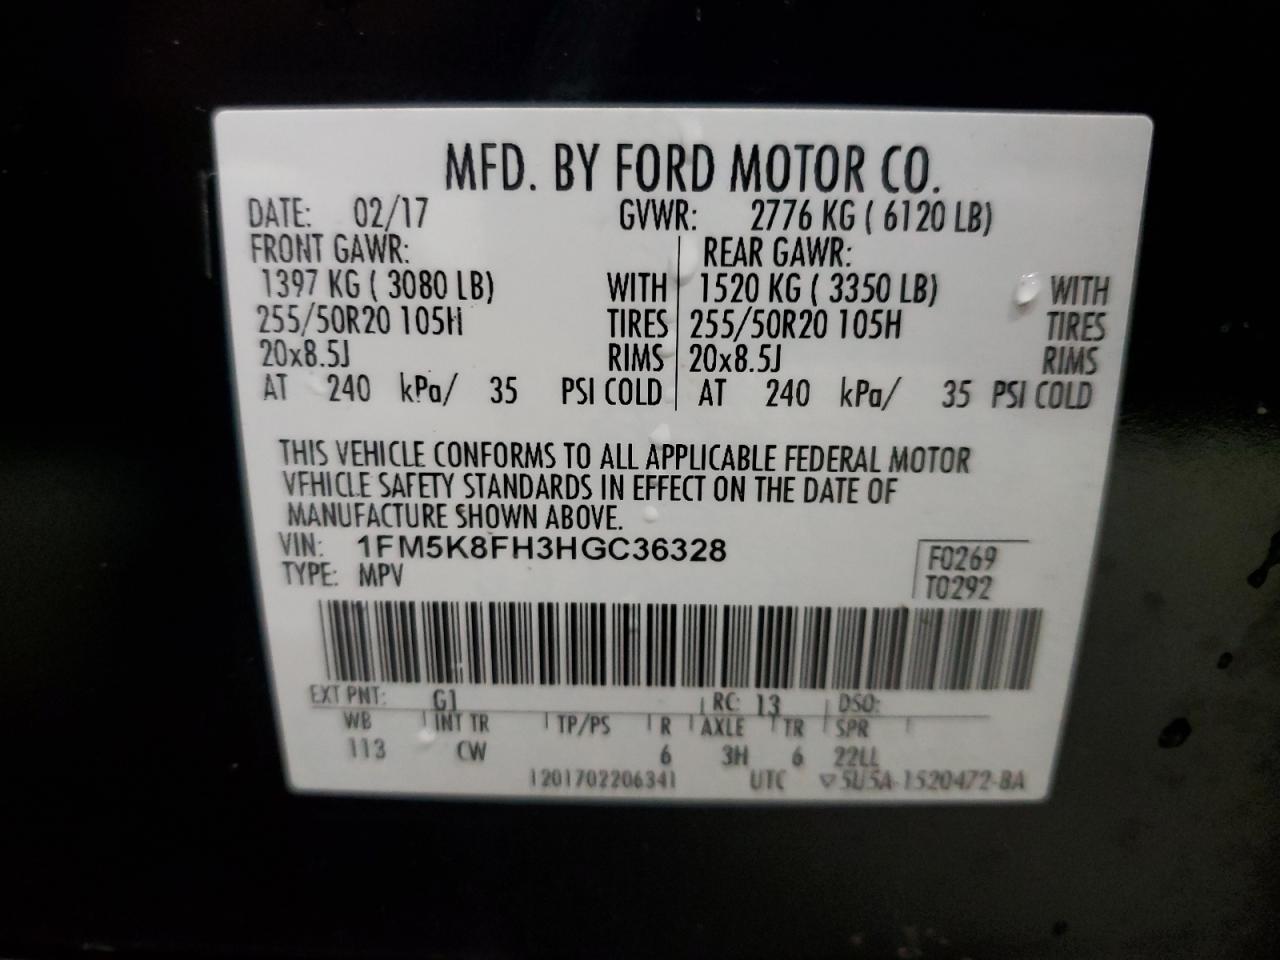 MFD. BY FORD MOTOR CO.
DATE: 02/17 GVWR: 2776 KG ( 6120 LB)
FRONT GAWR: REAR GAWR:
1397 KG ( 3080 LB) WITH 1520 KG ( 3350 LB) WITH
255/50R20 105H TIRES 255/50R20 105H TIRES
20x8.5J RIMS 20x8.5J RIMS
AT 240 kPa/ 35 PSI COLD AT 240 kPa/ 35 PSI COLD
THIS VEHICLE CONFORMS TO ALL APPLICABLE FEDERAL MOTOR
VEHICLE SAFETY STANDARDS IN EFFECT ON THE DATE OF
MANUFACTURE SHOWN ABOVE.
VIN: 1FM5K8FH3HGC36328 F0269
TYPE: MPV T0292
EXT PNT: G1 RC: 13 DSO:
WB INT TR TP/PS R AXLE TR SPR
113 CW 6 3H 6 22LL
1201702206341 UTC ▽5U5A-1520472-BA